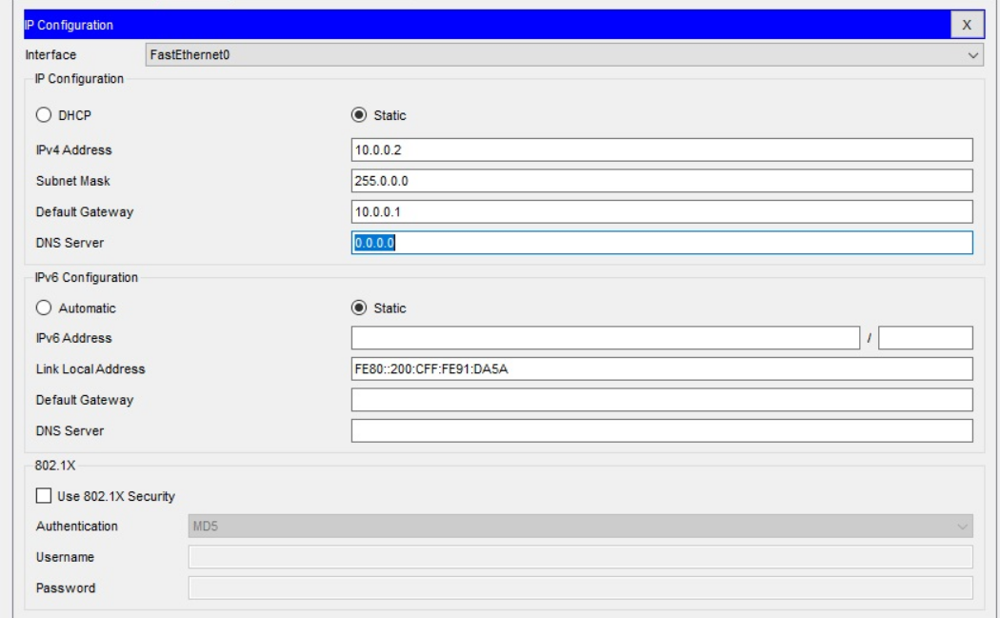 IP Configuration X
Interface FastEthernet0
IP Configuration
DHCP Static
IPv4 Address 10.0.0.2
Subnet Mask 255.0.0.0
Default Gateway 10.0.0.1
DNS Server 0.0.0.0
IPv6 Configuration
Automatic Static
IPv6 Address /
Link Local Address FE80::200:CFF:FE91:DA5A
Default Gateway
DNS Server
802.1X
Use 802.1X Security
Authentication MD5
Username
Password